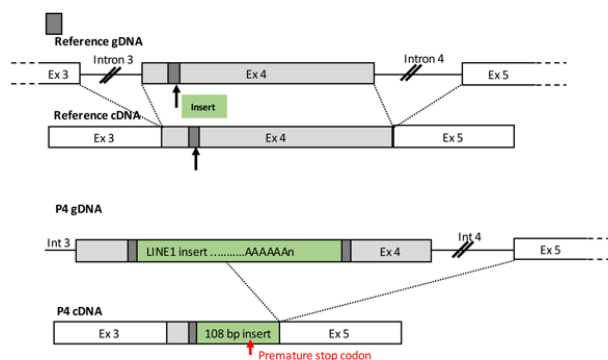 Reference gDNA
Intron 3
Intron 4
Ex 3
Ex 4
Ex 5
Insert
Reference cDNA
Ex 3
Ex 4
Ex 5
P4 gDNA
Int 3
Int 4
LINE1 insert ..........AAAAAAn
Ex 4
Ex 5
P4 cDNA
Ex 3
108 bp insert
Ex 5
Premature stop codon